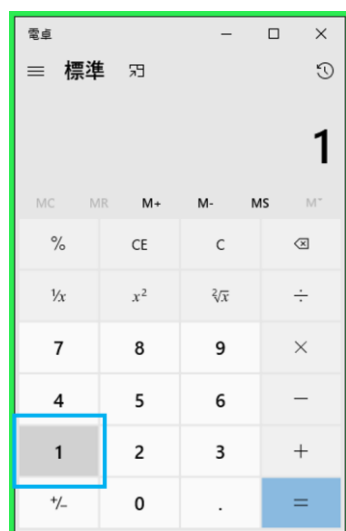 電卓
標準
1
MC MR M+ M- MS M˅
% CE C
⅟x x² ²√x ÷
7 8 9 ×
4 5 6 −
1 2 3 +
+/− 0 . =